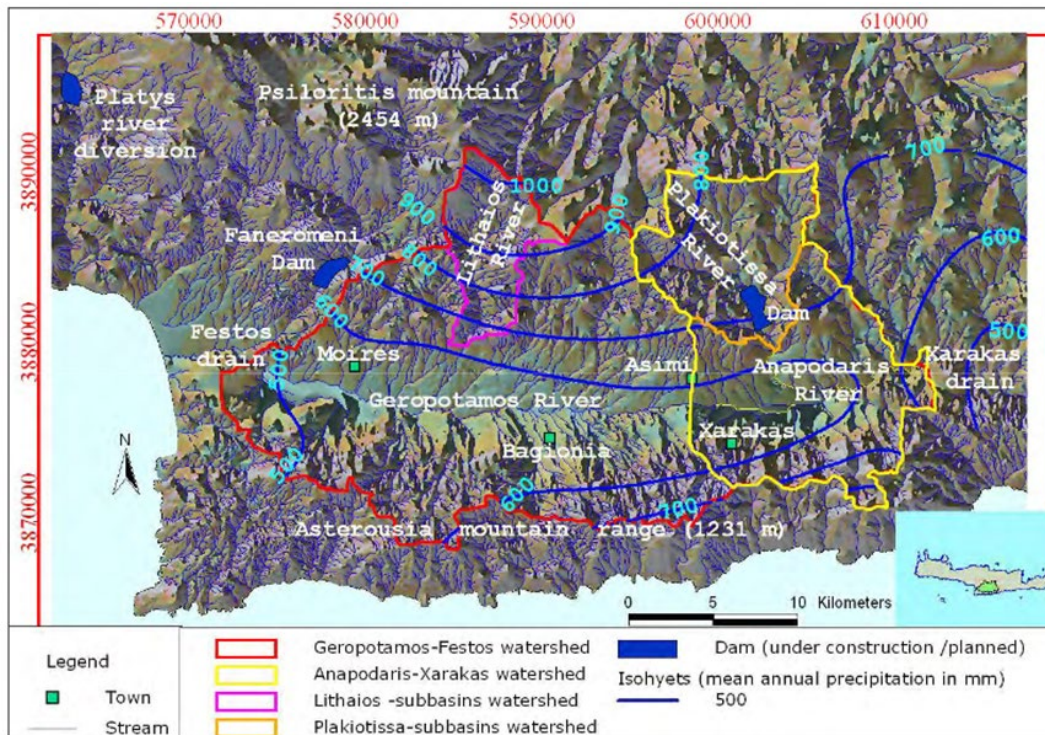 570000
580000
590000
600000
610000
3890000
3880000
3870000
Platys
river
diversion
Psiloritis mountain
(2454 m)
700
800
1000
900
900
Lithaios
River
Plakiotissa
River
Faneromeni
Dam
800
700
600
600
Dam
500
Festos
drain
Moires
500
Asimi
Anapodaris
River
Xarakas
drain
Geropotamos River
Xarakas
Bagionia
500
600
700
Asterousia mountain range (1231 m)
N
0 5 10 Kilometers
Legend
Town
Stream
Geropotamos-Festos watershed
Anapodaris-Xarakas watershed
Lithaios -subbasins watershed
Plakiotissa-subbasins watershed
Dam (under construction /planned)
Isohyets (mean annual precipitation in mm)
500